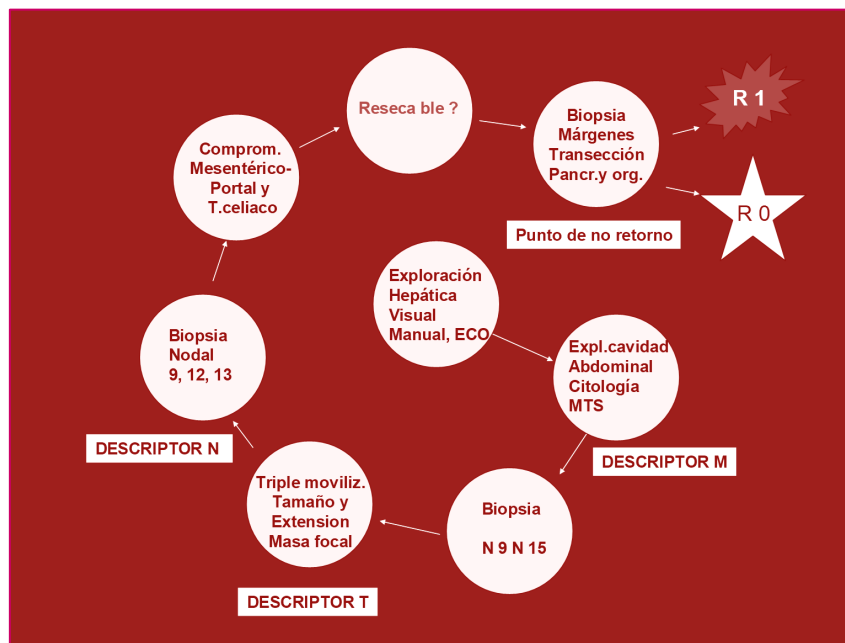 Reseca ble ?
Biopsia
Márgenes
Transección
Pancr.y org.
R 1
R 0
Punto de no retorno
Comprom.
Mesentérico-
Portal y
T.celiaco
Exploración
Hepática
Visual
Manual, ECO
Expl.cavidad
Abdominal
Citología
MTS
DESCRIPTOR M
Biopsia
Nodal
9, 12, 13
DESCRIPTOR N
Triple moviliz.
Tamaño y
Extension
Masa focal
DESCRIPTOR T
Biopsia
N 9 N 15